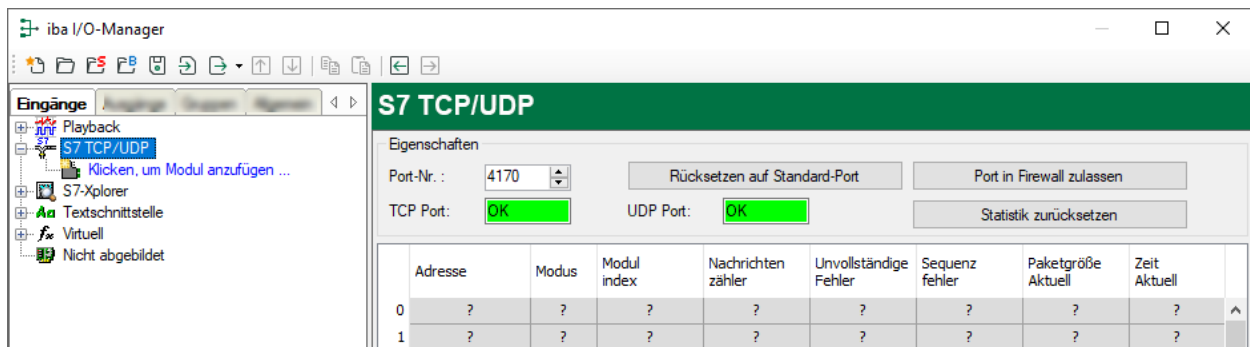 iba I/O-Manager
Eingänge
Playback
S7 TCP/UDP
Klicken, um Modul anzufügen ...
S7-Xplorer
Textschnittstelle
Virtuell
Nicht abgebildet
S7 TCP/UDP
Eigenschaften
Port-Nr. : 4170 Rücksetzen auf Standard-Port Port in Firewall zulassen
TCP Port: OK UDP Port: OK Statistik zurücksetzen
Adresse Modus Modul index Nachrichten zähler Unvollständige Fehler Sequenz fehler Paketgröße Aktuell Zeit Aktuell
0 ? ? ? ? ? ? ? ?
1 ? ? ? ? ? ? ? ?